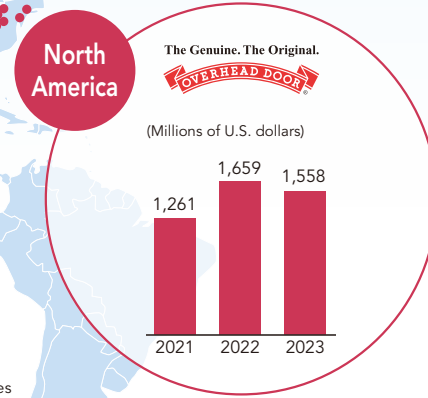 North
America
The Genuine. The Original.
OVERHEAD DOOR®
(Millions of U.S. dollars)
1,261
1,659
1,558
2021
2022
2023
es